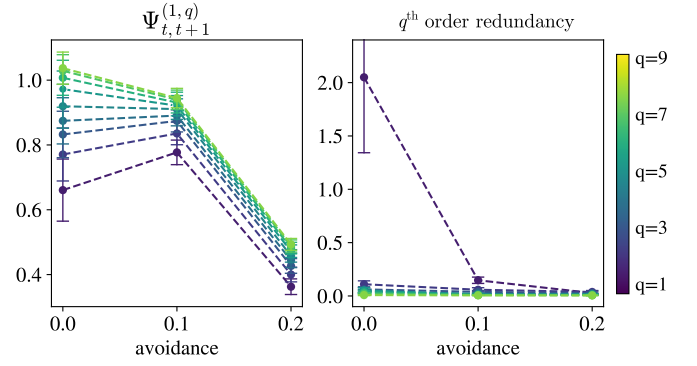 Ψ_{t,t+1}^{(1,q)}
1.0
0.8
0.6
0.4
0.0 0.1 0.2
avoidance
q^{th} order redundancy
2.0
1.5
1.0
0.5
0.0
0.0 0.1 0.2
avoidance
q=9
q=7
q=5
q=3
q=1